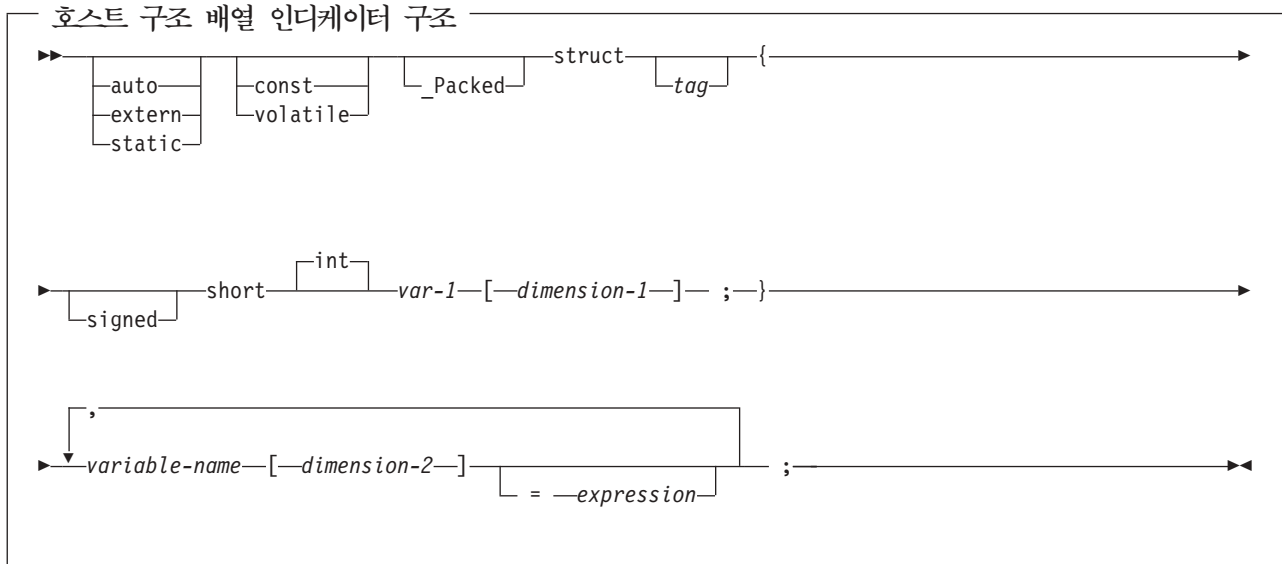 호스트 구조 배열 인디케이터 구조
struct {
auto const _Packed tag
extern volatile
static
int
short var-1 [ dimension-1 ] ; }
signed
,
variable-name [ dimension-2 ] ;
= expression